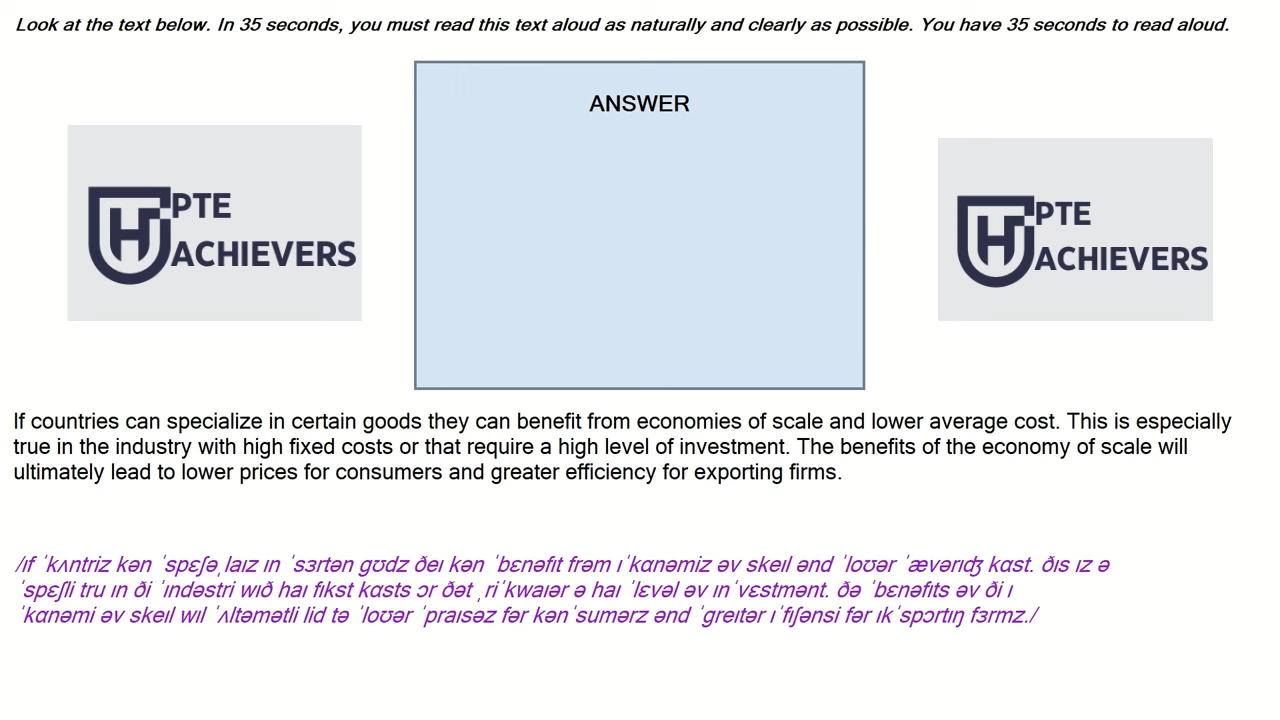 Look at the text below. In 35 seconds, you must read this text aloud as naturally and clearly as possible. You have 35 seconds to read aloud.
ANSWER
PTE
ACHIEVERS
PTE
ACHIEVERS
If countries can specialize in certain goods they can benefit from economies of scale and lower average cost. This is especially
true in the industry with high fixed costs or that require a high level of investment. The benefits of the economy of scale will
ultimately lead to lower prices for consumers and greater efficiency for exporting firms.
/ɪf ˈkʌntriz kən ˈspɛʃəˌlaɪz ɪn ˈsɜrtən gʊdz ðeɪ kən ˈbɛnəfɪt frəm ɪˈkɑnəmiz əv skeɪl ənd ˈloʊər ˈævərɪʤ kɑst. ðɪs ɪz ə
ˈspɛʃli tru ɪn ði ˈɪndəstri wɪð haɪ fɪkst kɑsts ɔr ðət ˌriˈkwaɪər ə haɪ ˈlɛvəl əv ɪnˈvɛstmənt. ðə ˈbɛnəfɪts əv ði ɪ
ˈkɑnəmi əv skeɪl wɪl ˈʌltəmətli lid tə ˈloʊər ˈpraɪsəz fər kənˈsumərz ənd ˈgreɪtər ɪˈfɪʃənsi fər ɪkˈspɔrtɪŋ fɜrmz./